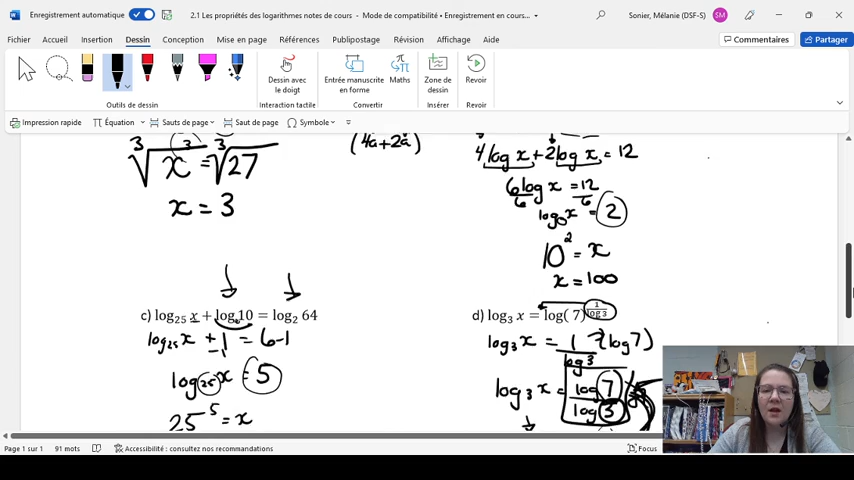 Enregistrement automatique
2.1 Les propriétés des logarithmes notes de cours - Mode de compatibilité • Enregistrement en cours...
Sonier, Mélanie (DSF-S)
SM
Fichier Accueil Insertion Dessin Conception Mise en page Références Publipostage Révision Affichage Aide
Commentaires
Partager
Dessin avec le doigt
Entrée manuscrite en forme
Maths
Zone de dessin
Revoir
Outils de dessin
Interaction tactile
Convertir
Insérer
Revoir
Impression rapide
π Équation
Sauts de page
Saut de page
Ω Symbole
∛x = ∛27
x = 3
(4a+2a)
4 log x + 2 log x = 12
6 log x = 12
6 6
log x = 2
10² = x
x = 100
c) log₂₅ x + log 10 = log₂ 64
log₂₅ x + 1 = 6-1
-1
log₂₅ x = 5
25⁵ = x
d) log₃ x = log( 7)^(1/log 3)
log₃ x = 1 (log 7)
log 3
log₃ x = log 7
log 3
Page 1 sur 1
91 mots
Accessibilité : consultez nos recommandations
Focus